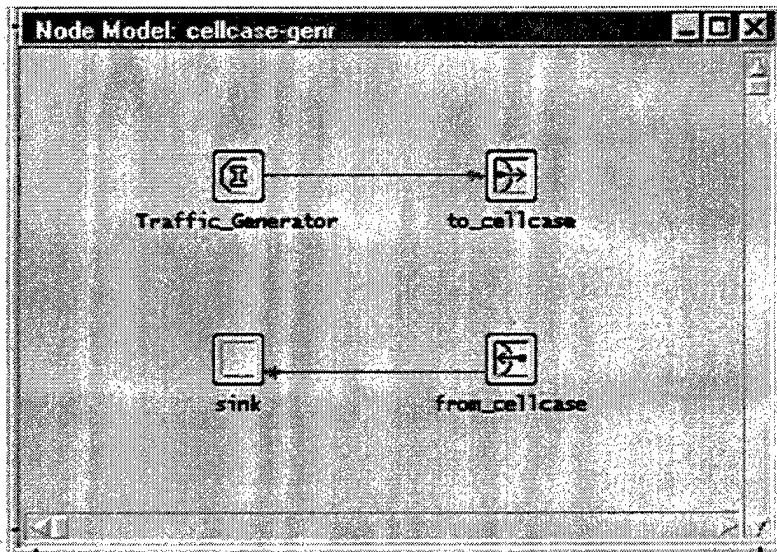 Node Model: cellcase-genr
Traffic_Generator
to_cellcase
sink
from_cellcase